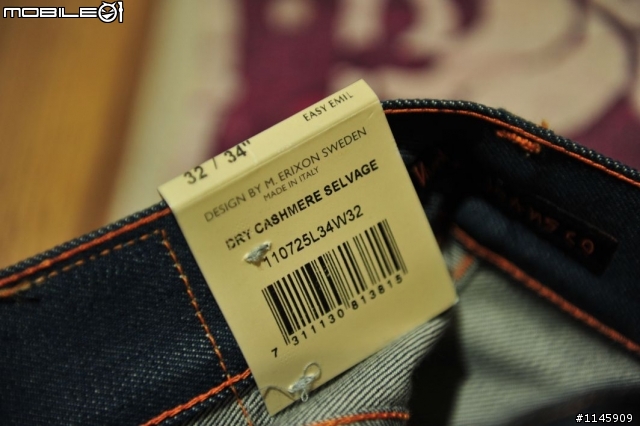 MOBILE01
EASY EMIL
32 / 34"
DESIGN BY M. ERIXON SWEDEN
MADE IN ITALY
DRY CASHMERE SELVAGE
110725L34W32
7 311130 813815
#1145909